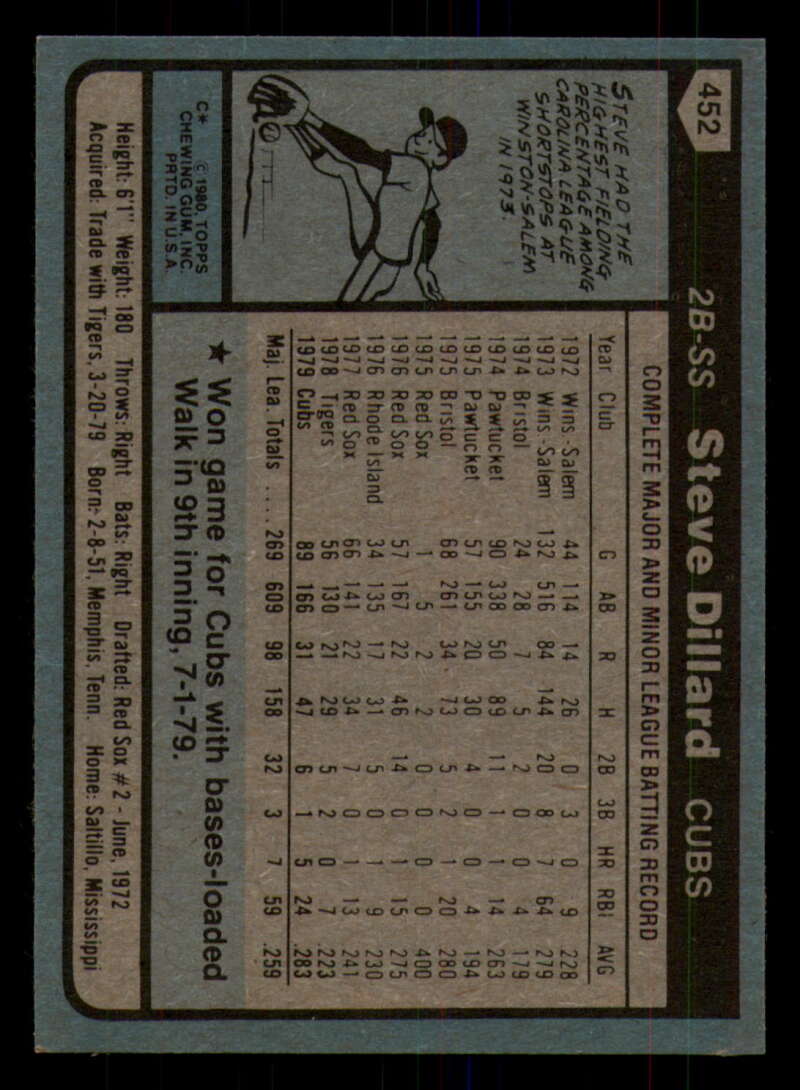 452
2B-SS Steve Dillard CUBS
STEVE HAD THE
HIGHEST FIELDING
PERCENTAGE AMONG
CAROLINA LEAGUE
SHORTSTOPS AT
WINSTON-SALEM
IN 1973.
C* © 1980 TOPPS
CHEWING GUM, INC.
PRTD. IN U.S.A.
COMPLETE MAJOR AND MINOR LEAGUE BATTING RECORD
Year Club G AB R H 2B 3B HR RBI AVG
1972 Wins.-Salem 44 114 14 26 0 3 0 9 .228
1973 Wins.-Salem 132 516 84 144 20 8 7 64 .279
1974 Bristol 24 28 7 5 2 0 0 4 .179
1974 Pawtucket 90 338 50 89 11 1 1 14 .263
1975 Pawtucket 57 155 20 30 4 0 0 4 .194
1975 Bristol 68 261 34 73 5 2 1 20 .280
1975 Red Sox 1 5 2 2 0 0 0 0 .400
1976 Red Sox 57 167 22 46 14 0 1 15 .275
1976 Rhode Island 34 135 17 31 5 0 1 9 .230
1977 Red Sox 66 141 22 34 7 0 1 13 .241
1978 Tigers 56 130 21 29 5 2 0 7 .223
1979 Cubs 89 166 31 47 6 1 5 24 .283
Maj. Lea. Totals .... 269 609 98 158 32 3 7 59 .259
★ Won game for Cubs with bases-loaded
Walk in 9th inning, 7-1-79.
Height: 6'1" Weight: 180 Throws: Right Bats: Right Drafted: Red Sox #2 - June, 1972
Acquired: Trade with Tigers, 3-20-79 Born: 2-8-51, Memphis, Tenn. Home: Saltillo, Mississippi